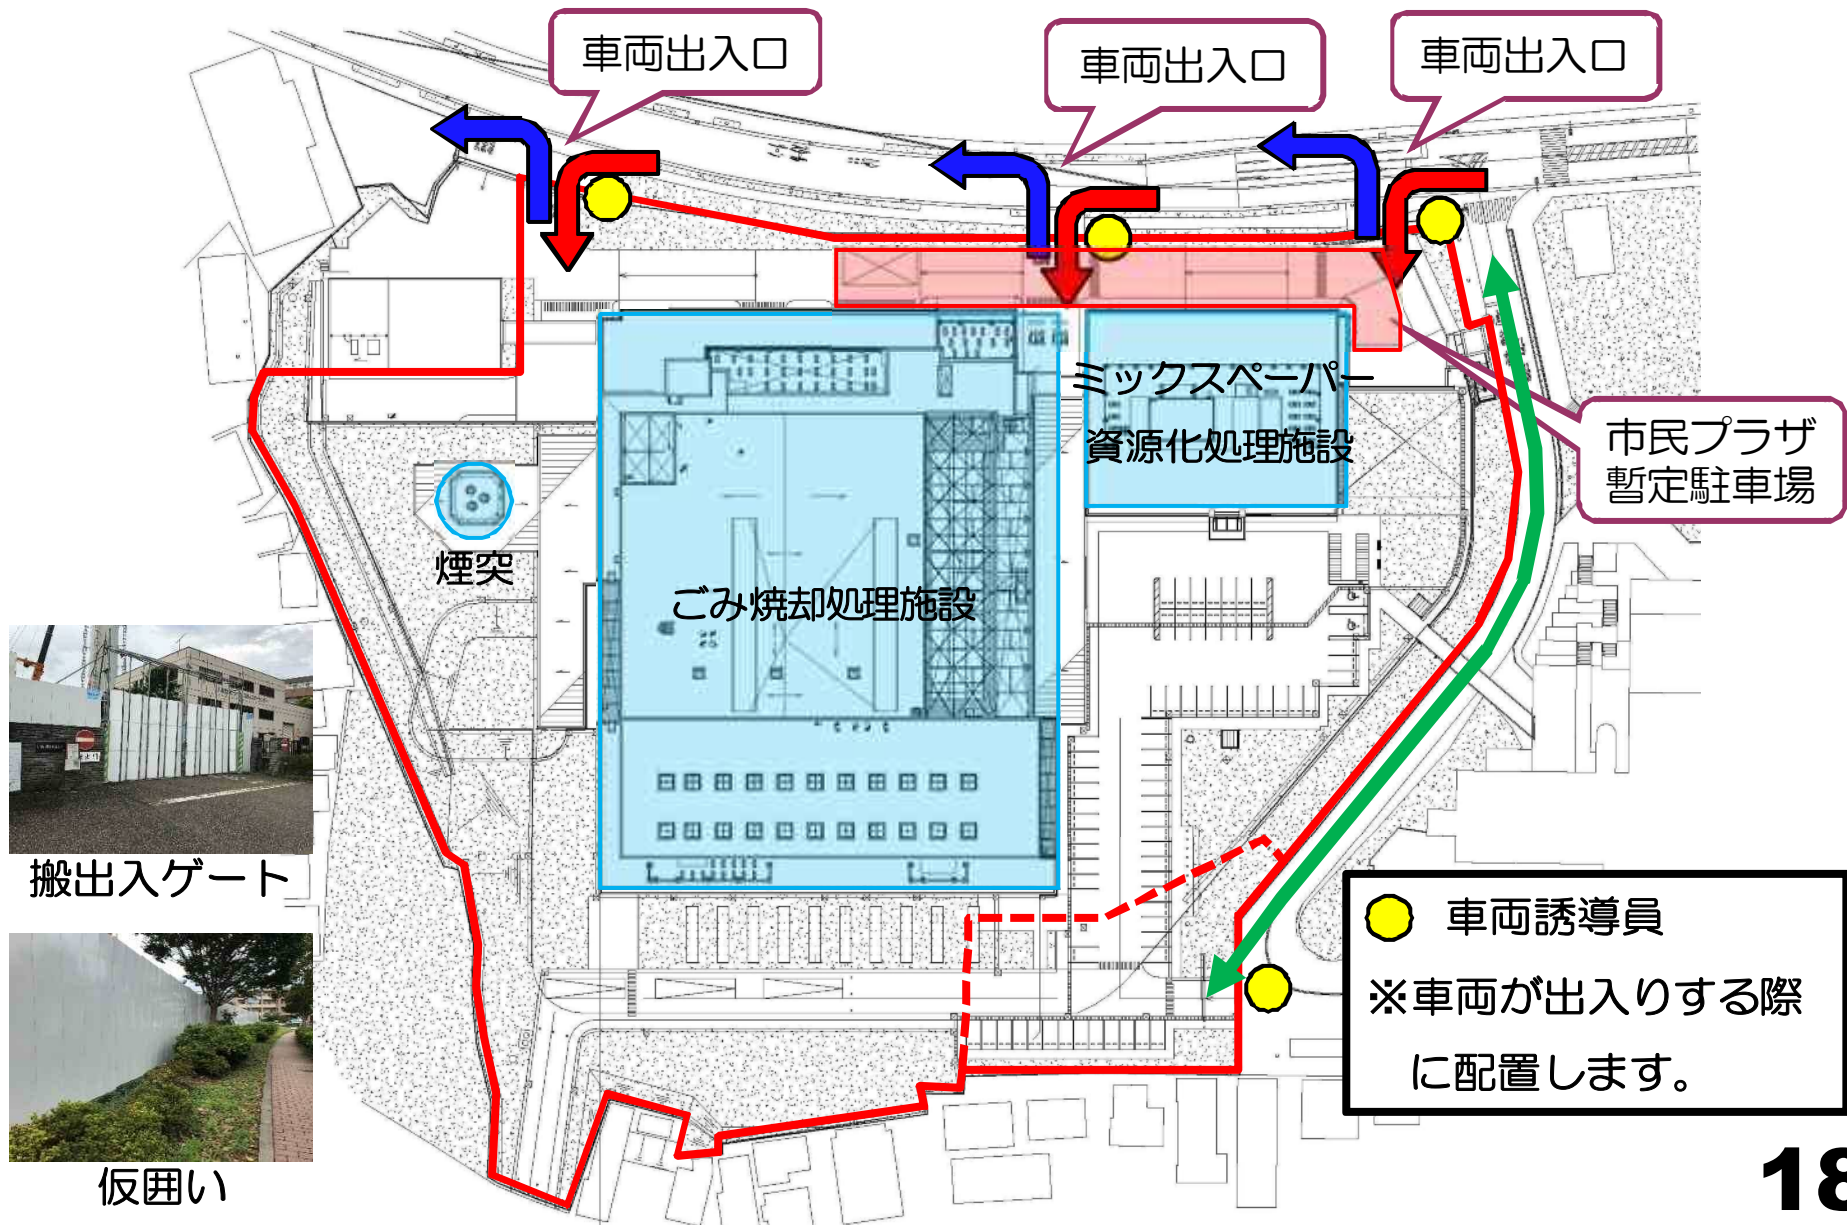 車両出入口
車両出入口
車両出入口
ミックスペーパー
資源化処理施設
市民プラザ
暫定駐車場
煙突
ごみ焼却処理施設
搬出入ゲート
車両誘導員
※車両が出入りする際
に配置します。
仮囲い
18